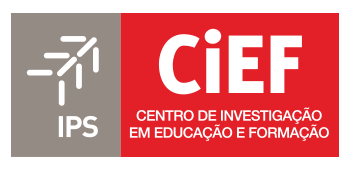 IPS
CiEF
CENTRO DE INVESTIGAÇÃO
EM EDUCAÇÃO E FORMAÇÃO